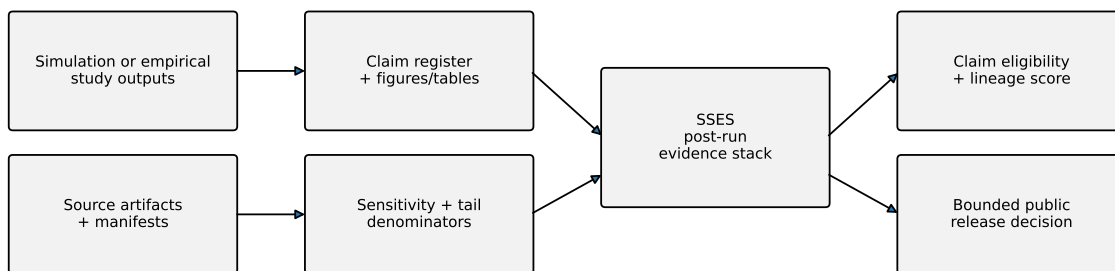 Simulation or empirical
study outputs
Claim register
+ figures/tables
SSES
post-run
evidence stack
Claim eligibility
+ lineage score
Source artifacts
+ manifests
Sensitivity + tail
denominators
Bounded public
release decision